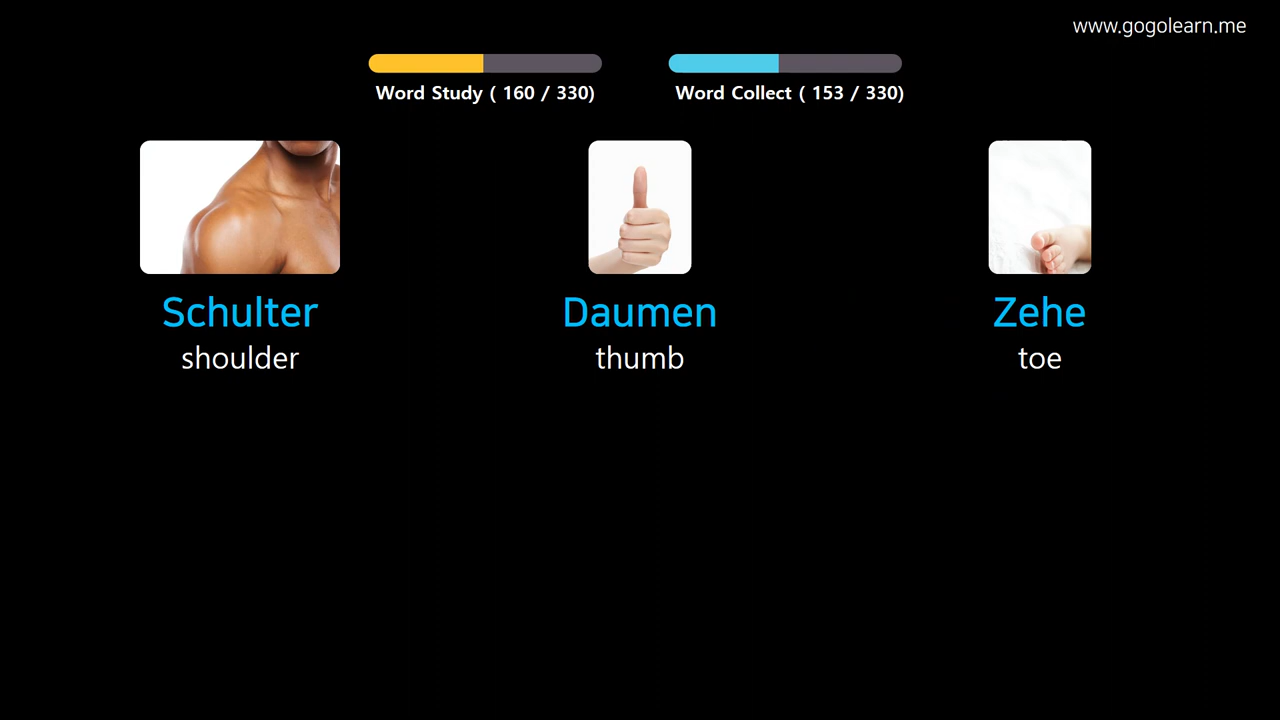 www.gogolearn.me
Word Study ( 160 / 330)
Word Collect ( 153 / 330)
Schulter
shoulder
Daumen
thumb
Zehe
toe